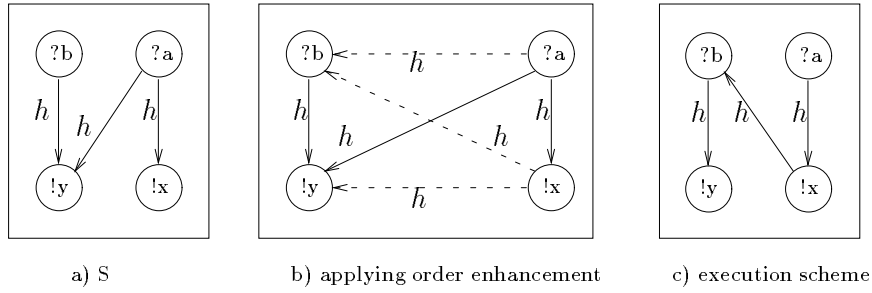 ?b ?a
h h h
!y !x
?b ?a
h
h h h h
!y !x
h
?b ?a
h h h
!y !x
a) S
b) applying order enhancement
c) execution scheme